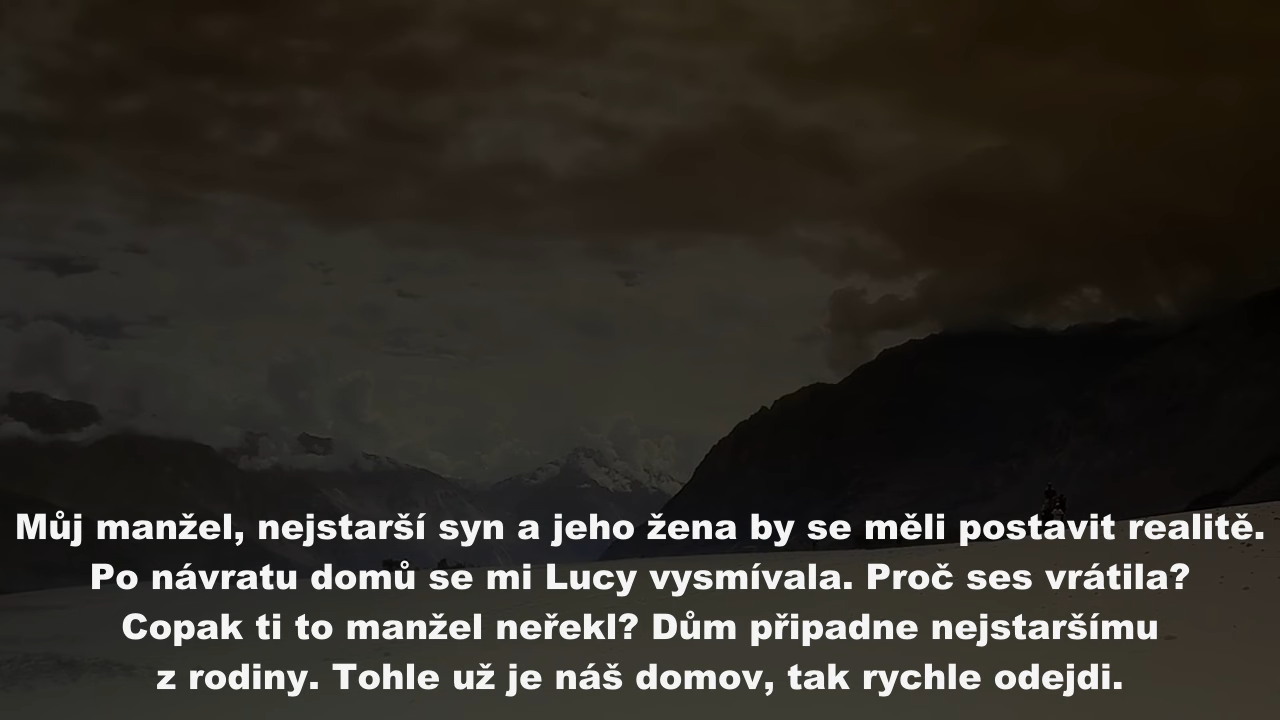 Můj manžel, nejstarší syn a jeho žena by se měli postavit realitě.
Po návratu domů se mi Lucy vysmívala. Proč ses vrátila?
Copak ti to manžel neřekl? Dům připadne nejstaršímu
z rodiny. Tohle už je náš domov, tak rychle odejdi.